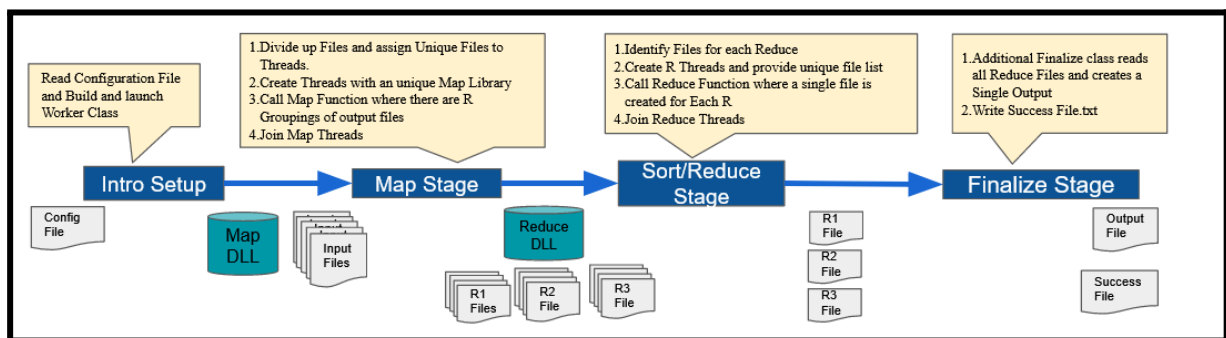 Read Configuration File
and Build and launch
Worker Class
1.Divide up Files and assign Unique Files to
Threads.
2.Create Threads with an unique Map Library
3.Call Map Function where there are R
Groupings of output files
4.Join Map Threads
1.Identify Files for each Reduce
2.Create R Threads and provide unique file list
3.Call Reduce Function where a single file is
created for Each R
4.Join Reduce Threads
1.Additional Finalize class reads
all Reduce Files and creates a
Single Output
2.Write Success File.txt
Intro Setup
Map Stage
Sort/Reduce
Stage
Finalize Stage
Config
File
Map
DLL
Input
Files
Reduce
DLL
R1
Files
R2
File
R3
File
R1
File
R2
File
R3
File
Output
File
Success
File